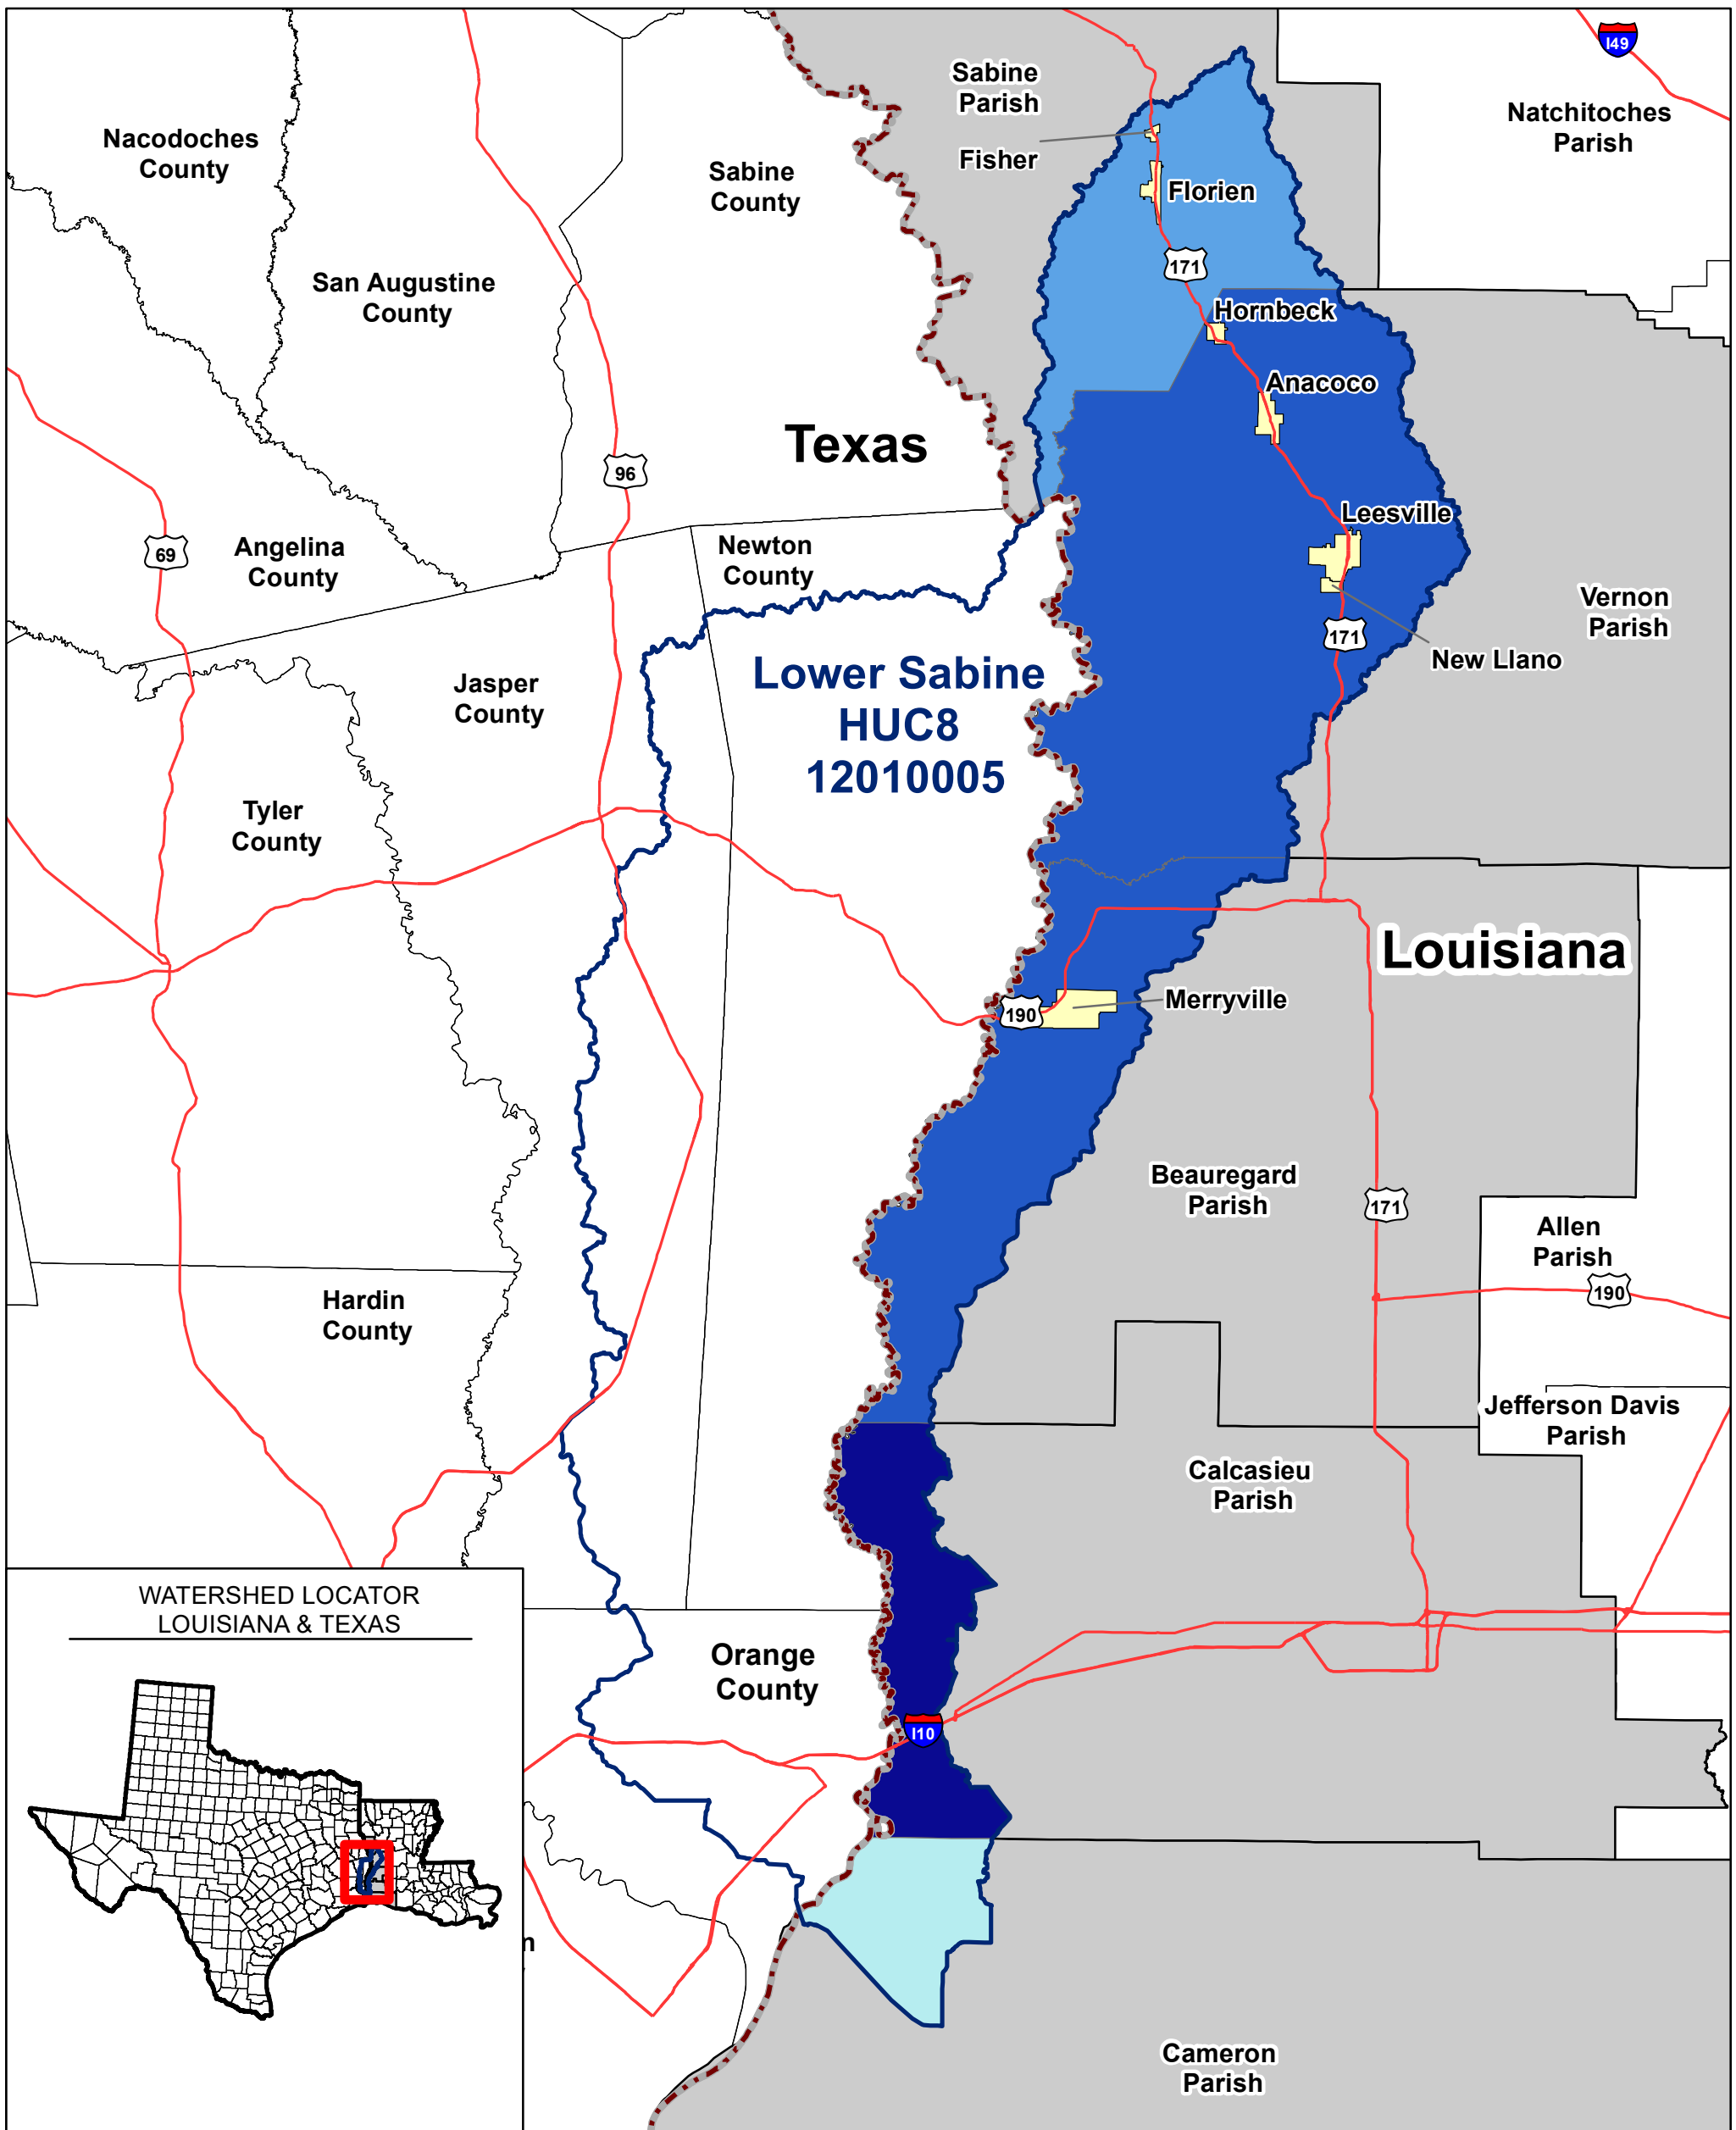 I49
Sabine
Parish
Natchitoches
Parish
Nacodoches
County
Fisher
Sabine
County
Florien
171
San Augustine
County
Hornbeck
Anacoco
Texas
96
Leesville
69
Angelina
County
Newton
County
Vernon
Parish
171
New Llano
Lower Sabine
HUC8
12010005
Jasper
County
Tyler
County
Louisiana
190
Merryville
Beauregard
Parish
171
Allen
Parish
190
Hardin
County
Jefferson Davis
Parish
Calcasieu
Parish
WATERSHED LOCATOR
LOUISIANA & TEXAS
Orange
County
I10
n
Cameron
Parish